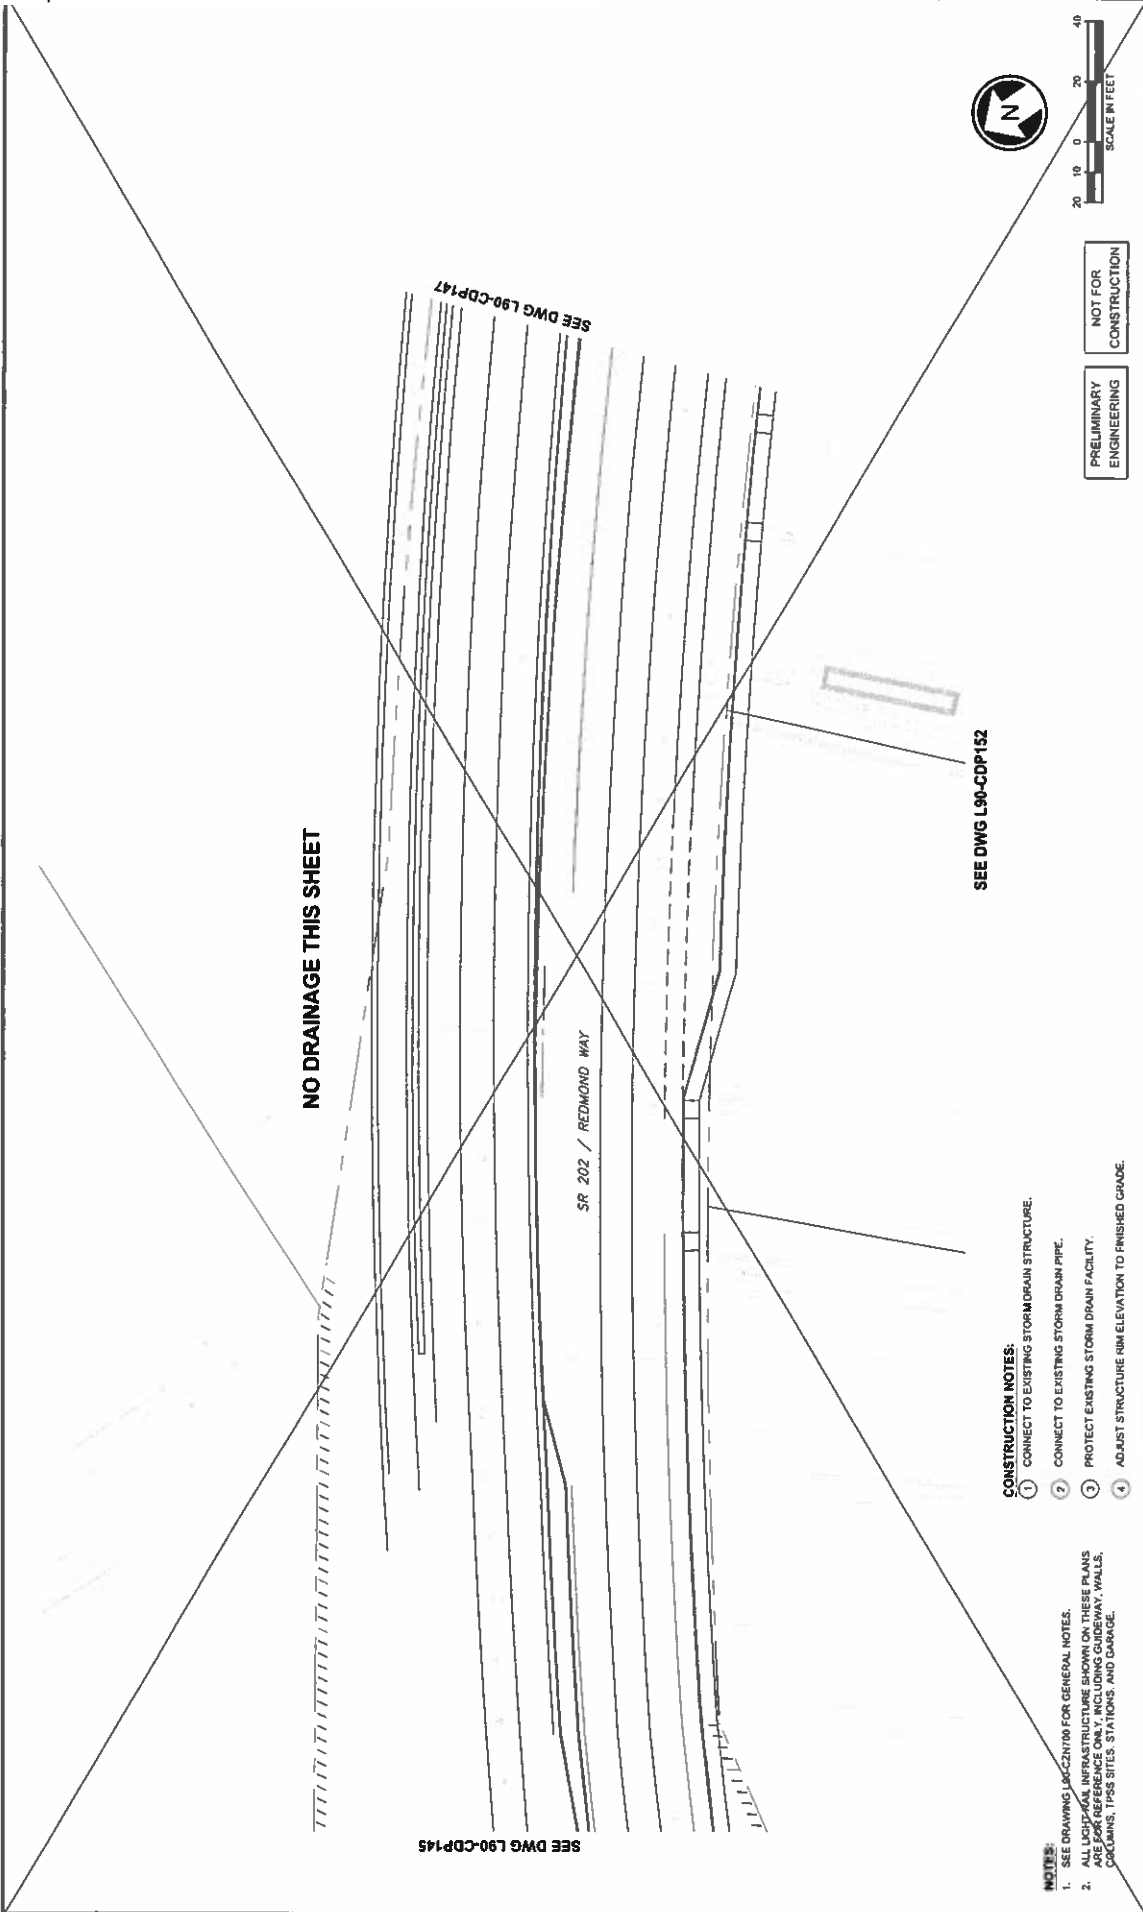 NO DRAINAGE THIS SHEET
SEE DWG L90-CDP145
SEE DWG L90-CDP147
SR 202 / REDMOND WAY
SEE DWG L90-CDP152
NOTES:
1. SEE DRAWING L90-CZN700 FOR GENERAL NOTES.
2. ALL LIGHT RAIL INFRASTRUCTURE SHOWN ON THESE PLANS
ARE FOR REFERENCE ONLY, INCLUDING GUIDEWAY, WALLS,
COLUMNS, TPSS SITES, STATIONS, AND GARAGE.
CONSTRUCTION NOTES:
1 CONNECT TO EXISTING STORM DRAIN STRUCTURE.
2 CONNECT TO EXISTING STORM DRAIN PIPE.
3 PROTECT EXISTING STORM DRAIN FACILITY.
4 ADJUST STRUCTURE RIM ELEVATION TO FINISHED GRADE.
PRELIMINARY
ENGINEERING
NOT FOR
CONSTRUCTION
N
20 10 0 20 40
SCALE IN FEET